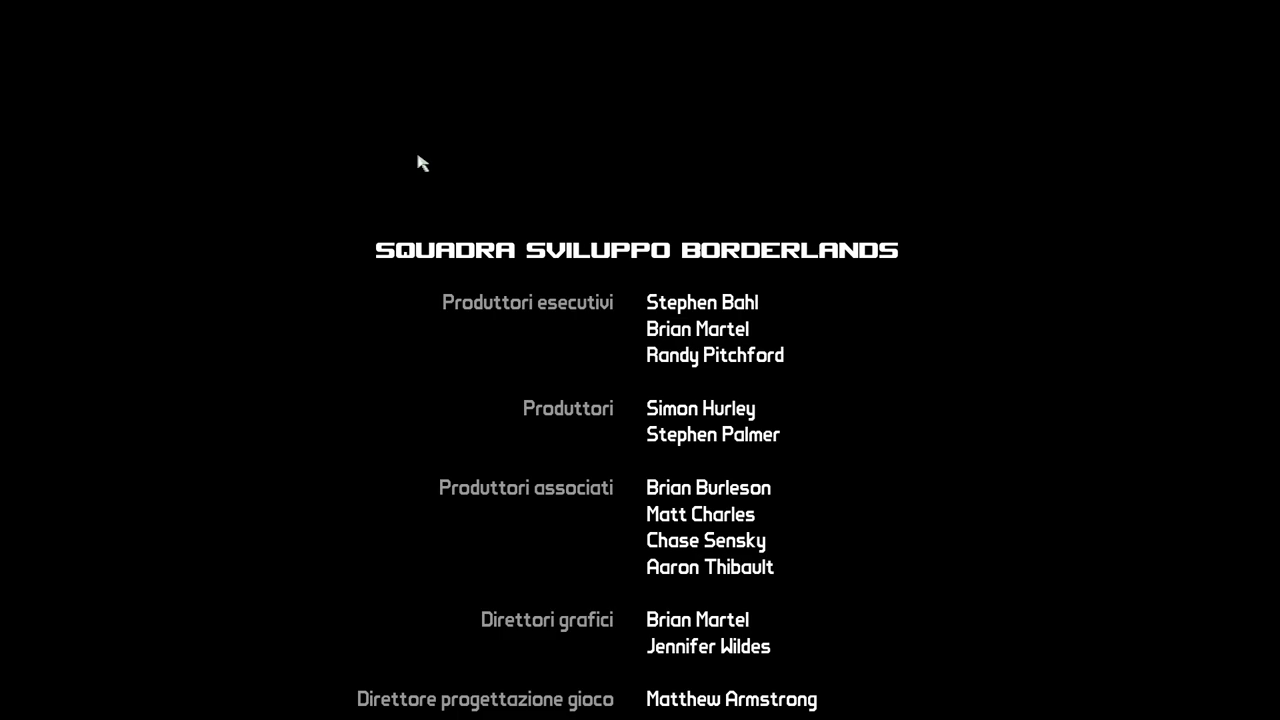 SQUADRA SVILUPPO BORDERLANDS
Produttori esecutivi Stephen Bahl
Brian Martel
Randy Pitchford
Produttori Simon Hurley
Stephen Palmer
Produttori associati Brian Burleson
Matt Charles
Chase Sensky
Aaron Thibault
Direttori grafici Brian Martel
Jennifer Wildes
Direttore progettazione gioco Matthew Armstrong